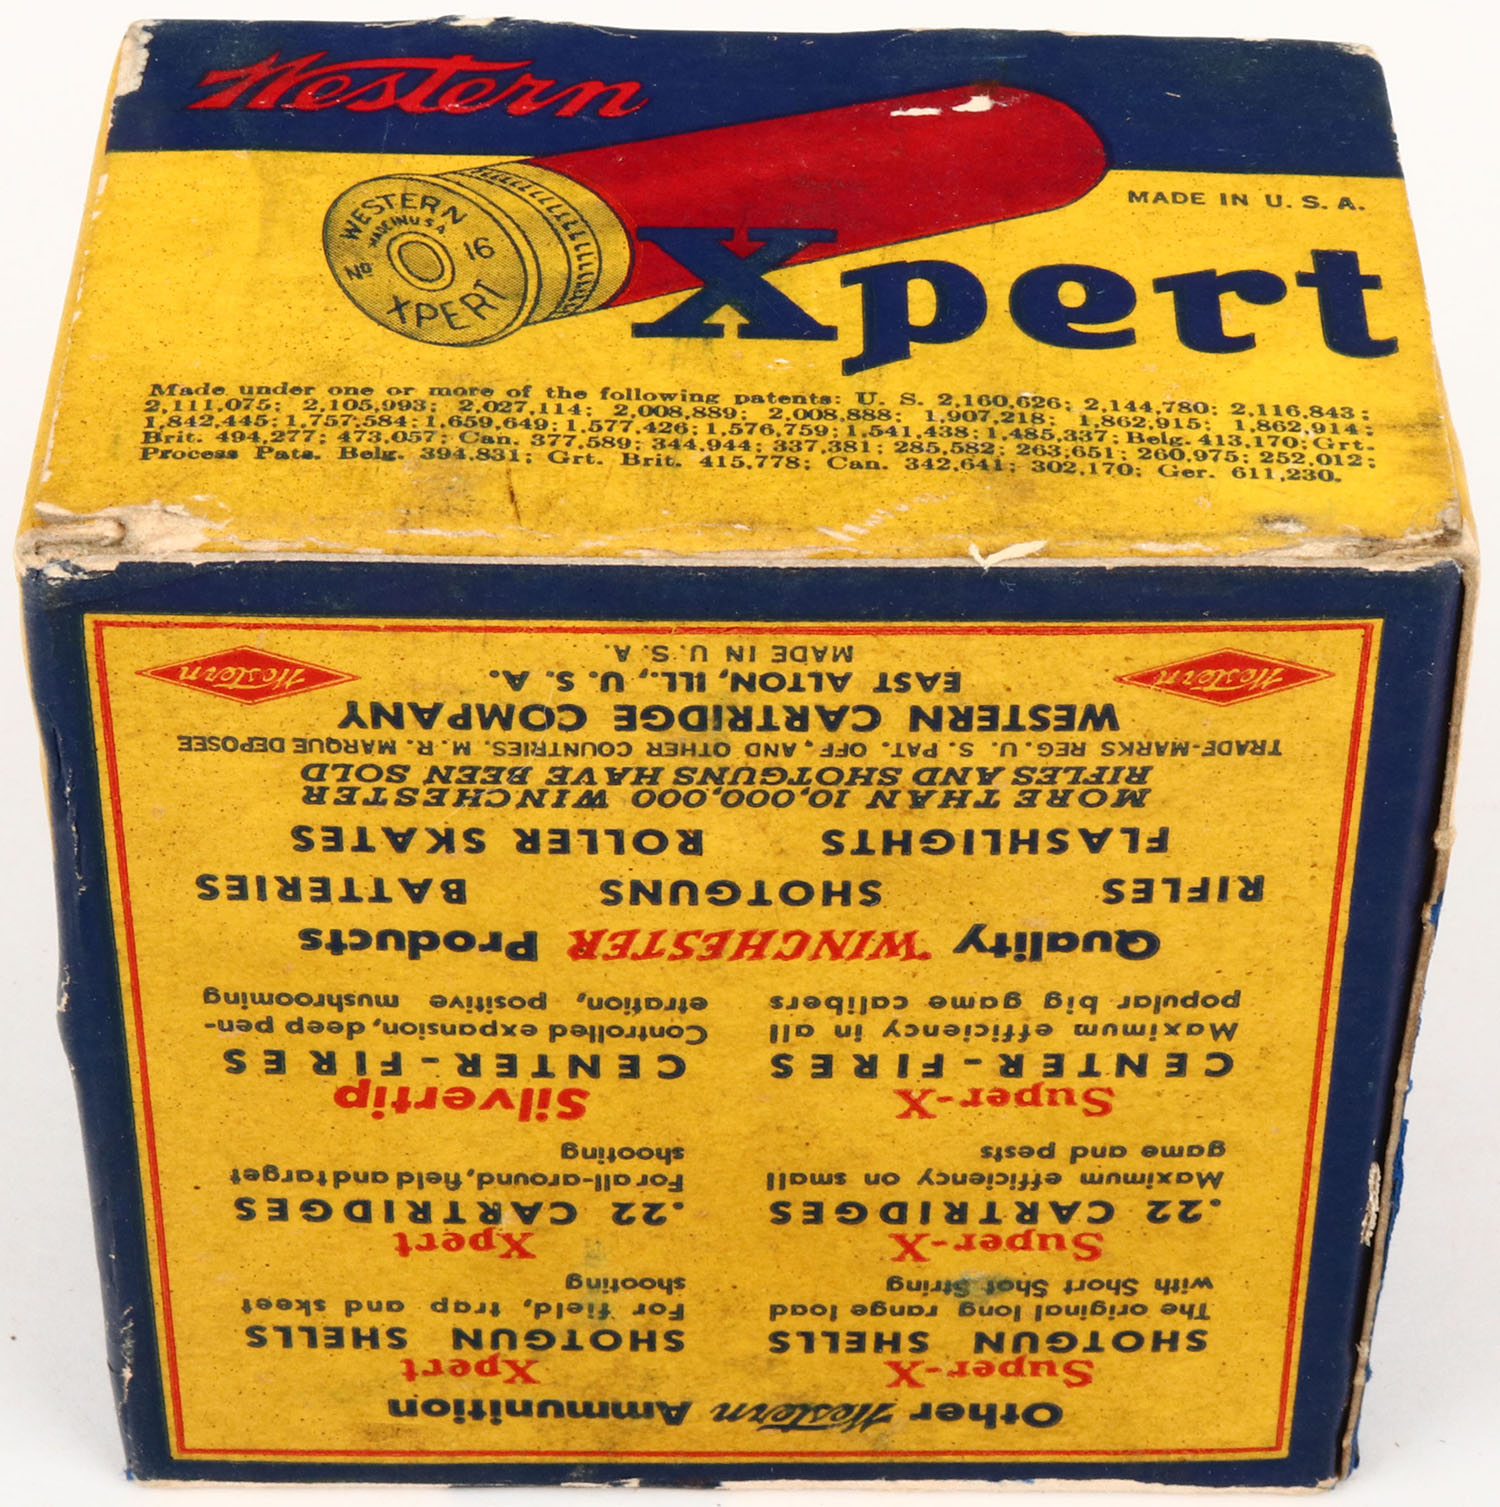 Western
MADE IN U. S. A.
WESTERN
MADE IN U.S.A
No 16
XPERT
Xpert
Made under one or more of the following patents: U. S. 2,160,626; 2,144,780; 2,116,843;
2,111,075; 2,105,993; 2,027,114; 2,008,889; 2,008,888; 1,907,218; 1,862,915; 1,862,914;
1,842,445; 1,757,584; 1,659,649; 1,577,426; 1,576,759; 1,541,438; 1,485,337; Belg. 413,170; Grt.
Brit. 494,277; 473,057; Can. 377,589; 344,944; 337,381; 285,582; 263,651; 260,975; 252,012;
Process Pats. Belg. 394,831; Grt. Brit. 415,778; Can. 342,641; 302,170; Ger. 611,230.
Other Western Ammunition
Super-X
SHOTGUN SHELLS
The original long range load
with Short Shot String
Xpert
SHOTGUN SHELLS
For field, trap and skeet
shooting
Super-X
.22 CARTRIDGES
Maximum efficiency on small
game and pests
Xpert
.22 CARTRIDGES
For all-around, field and target
shooting
Super-X
CENTER-FIRES
Maximum efficiency in all
popular big game calibers
Silvertip
CENTER-FIRES
Controlled expansion, deep pen-
etration, positive mushrooming
Quality WINCHESTER Products
RIFLES SHOTGUNS BATTERIES
FLASHLIGHTS ROLLER SKATES
MORE THAN 10,000,000 WINCHESTER
RIFLES AND SHOTGUNS HAVE BEEN SOLD
TRADE-MARKS REG. U. S. PAT. OFF. AND OTHER COUNTRIES. M. R. MARQUE DEPOSEE
WESTERN CARTRIDGE COMPANY
EAST ALTON, ILL., U. S. A.
MADE IN U. S. A.
Western
Western